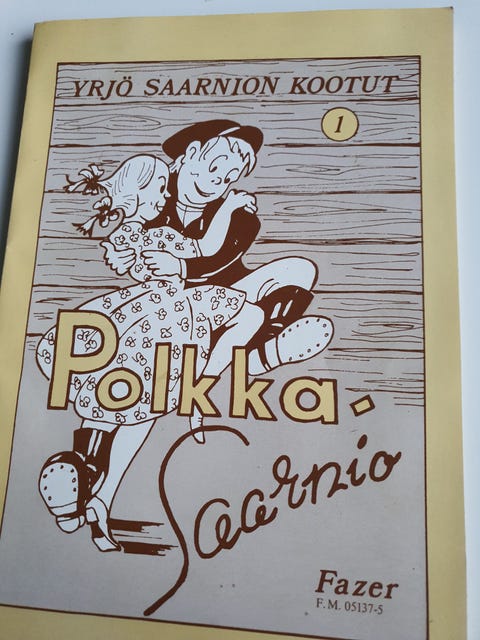 YRJÖ SAARNION KOOTUT
1
Polkka-
Saarnio
Fazer
F. M. 05137-5